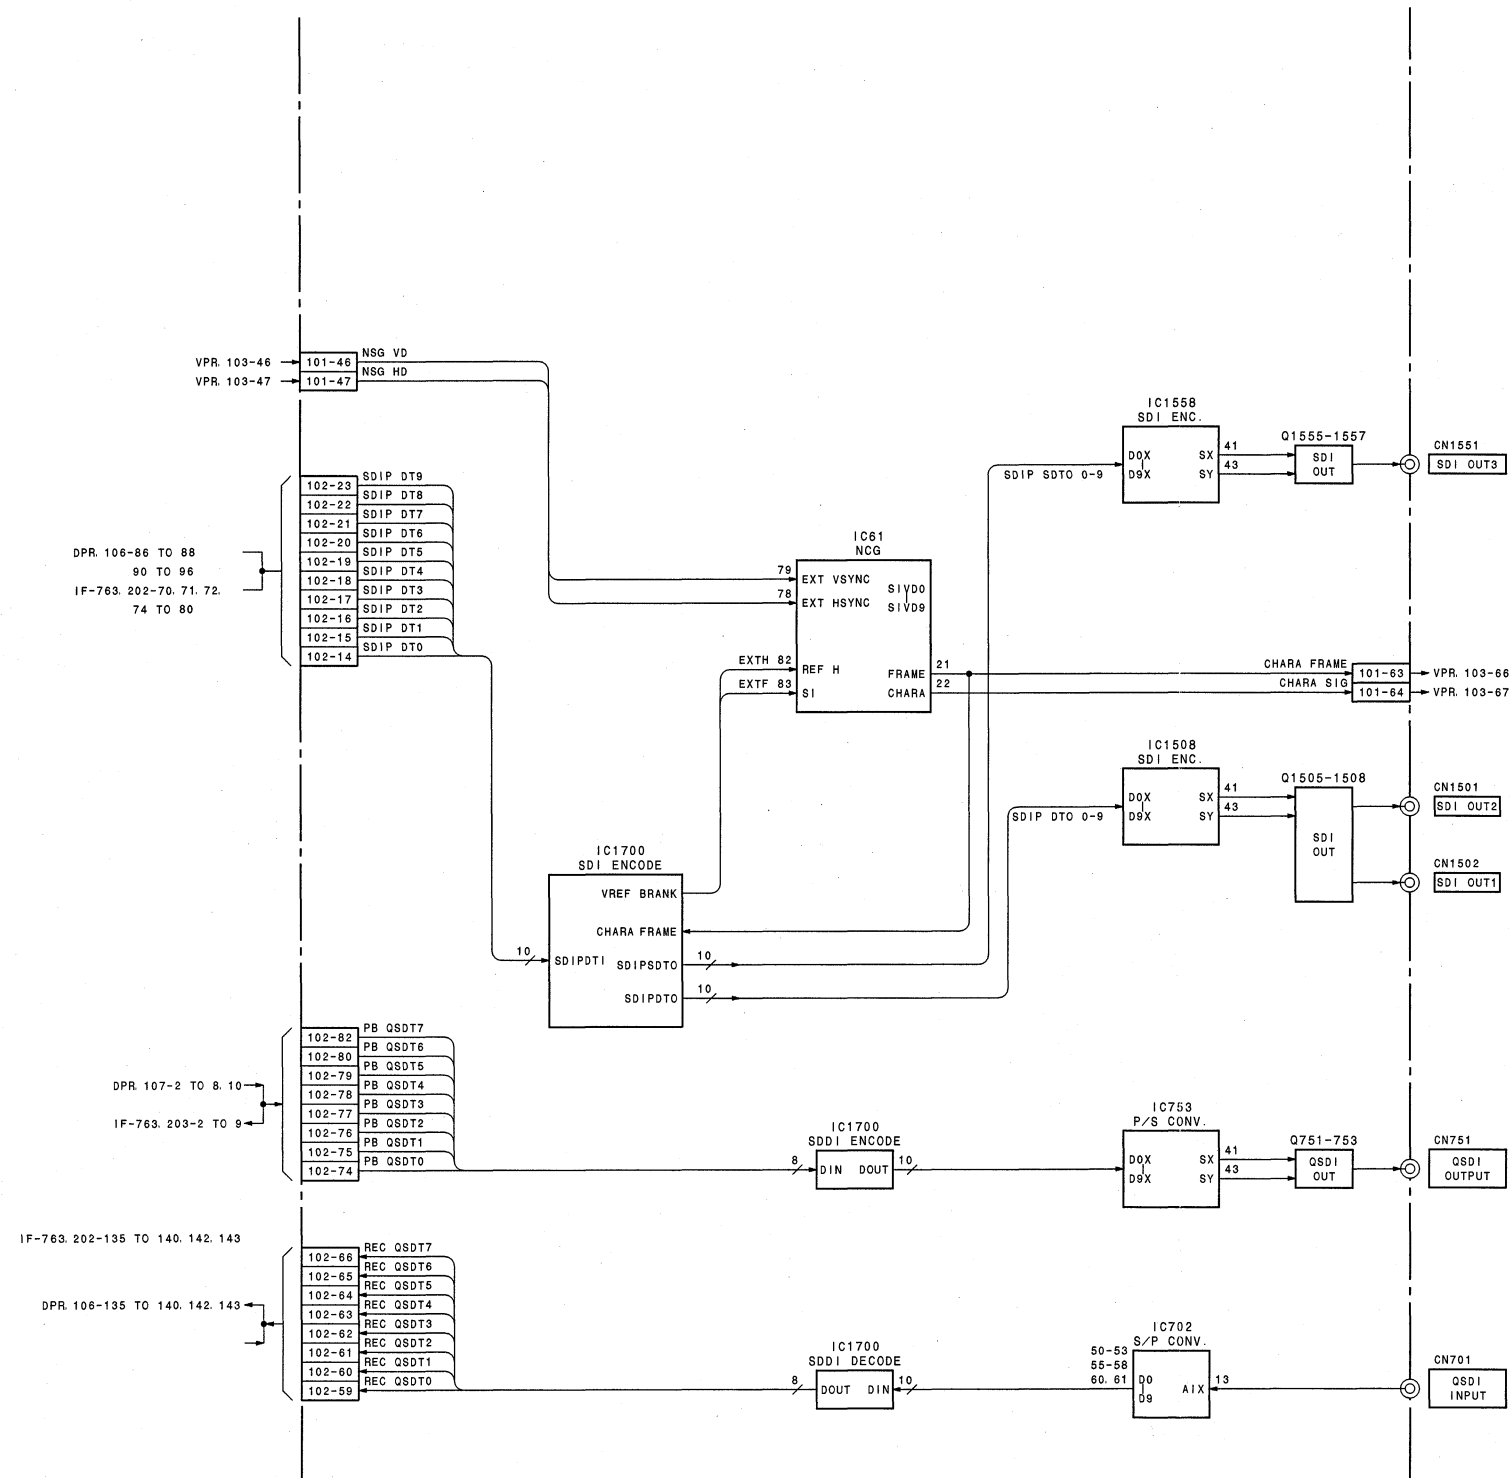 VPR. 103-46
101-46
NSG VD
VPR. 103-47
101-47
NSG HD
102-23
SDIP DT9
102-22
SDIP DT8
102-21
SDIP DT7
102-20
SDIP DT6
102-19
SDIP DT5
102-18
SDIP DT4
102-17
SDIP DT3
102-16
SDIP DT2
102-15
SDIP DT1
102-14
SDIP DT0
DPR. 106-86 TO 88
90 TO 96
IF-763. 202-70. 71. 72.
74 TO 80
IC1558
SDI ENC.
D0X
D9X
SX
SY
41
43
SDIP SDTO 0-9
Q1555-1557
SDI
OUT
CN1551
SDI OUT3
IC61
NCG
79
EXT VSYNC
78
EXT HSYNC
SIVD0
SIVD9
EXTH 82
REF H
EXTF 83
SI
FRAME
21
CHARA
22
CHARA FRAME
101-63
VPR. 103-66
CHARA SIG
101-64
VPR. 103-67
IC1508
SDI ENC.
D0X
D9X
SX
SY
41
43
SDIP DTO 0-9
Q1505-1508
SDI
OUT
CN1501
SDI OUT2
CN1502
SDI OUT1
IC1700
SDI ENCODE
VREF BRANK
CHARA FRAME
10
SDIPDTI
SDIPSDTO
10
SDIPDTO
10
102-82
PB QSDT7
102-80
PB QSDT6
102-79
PB QSDT5
102-78
PB QSDT4
102-77
PB QSDT3
102-76
PB QSDT2
102-75
PB QSDT1
102-74
PB QSDT0
DPR. 107-2 TO 8. 10
IF-763. 203-2 TO 9
IC1700
SDDI ENCODE
8
DIN
DOUT
10
IC753
P/S CONV.
D0X
D9X
SX
SY
41
43
Q751-753
QSDI
OUT
CN751
QSDI
OUTPUT
IF-763. 202-135 TO 140. 142. 143
DPR. 106-135 TO 140. 142. 143
102-66
REC QSDT7
102-65
REC QSDT6
102-64
REC QSDT5
102-63
REC QSDT4
102-62
REC QSDT3
102-61
REC QSDT2
102-60
REC QSDT1
102-59
REC QSDT0
IC1700
SDDI DECODE
8
DOUT
DIN
10
IC702
S/P CONV.
50-53
55-58
60. 61
D0
D9
AIX
13
CN701
QSDI
INPUT